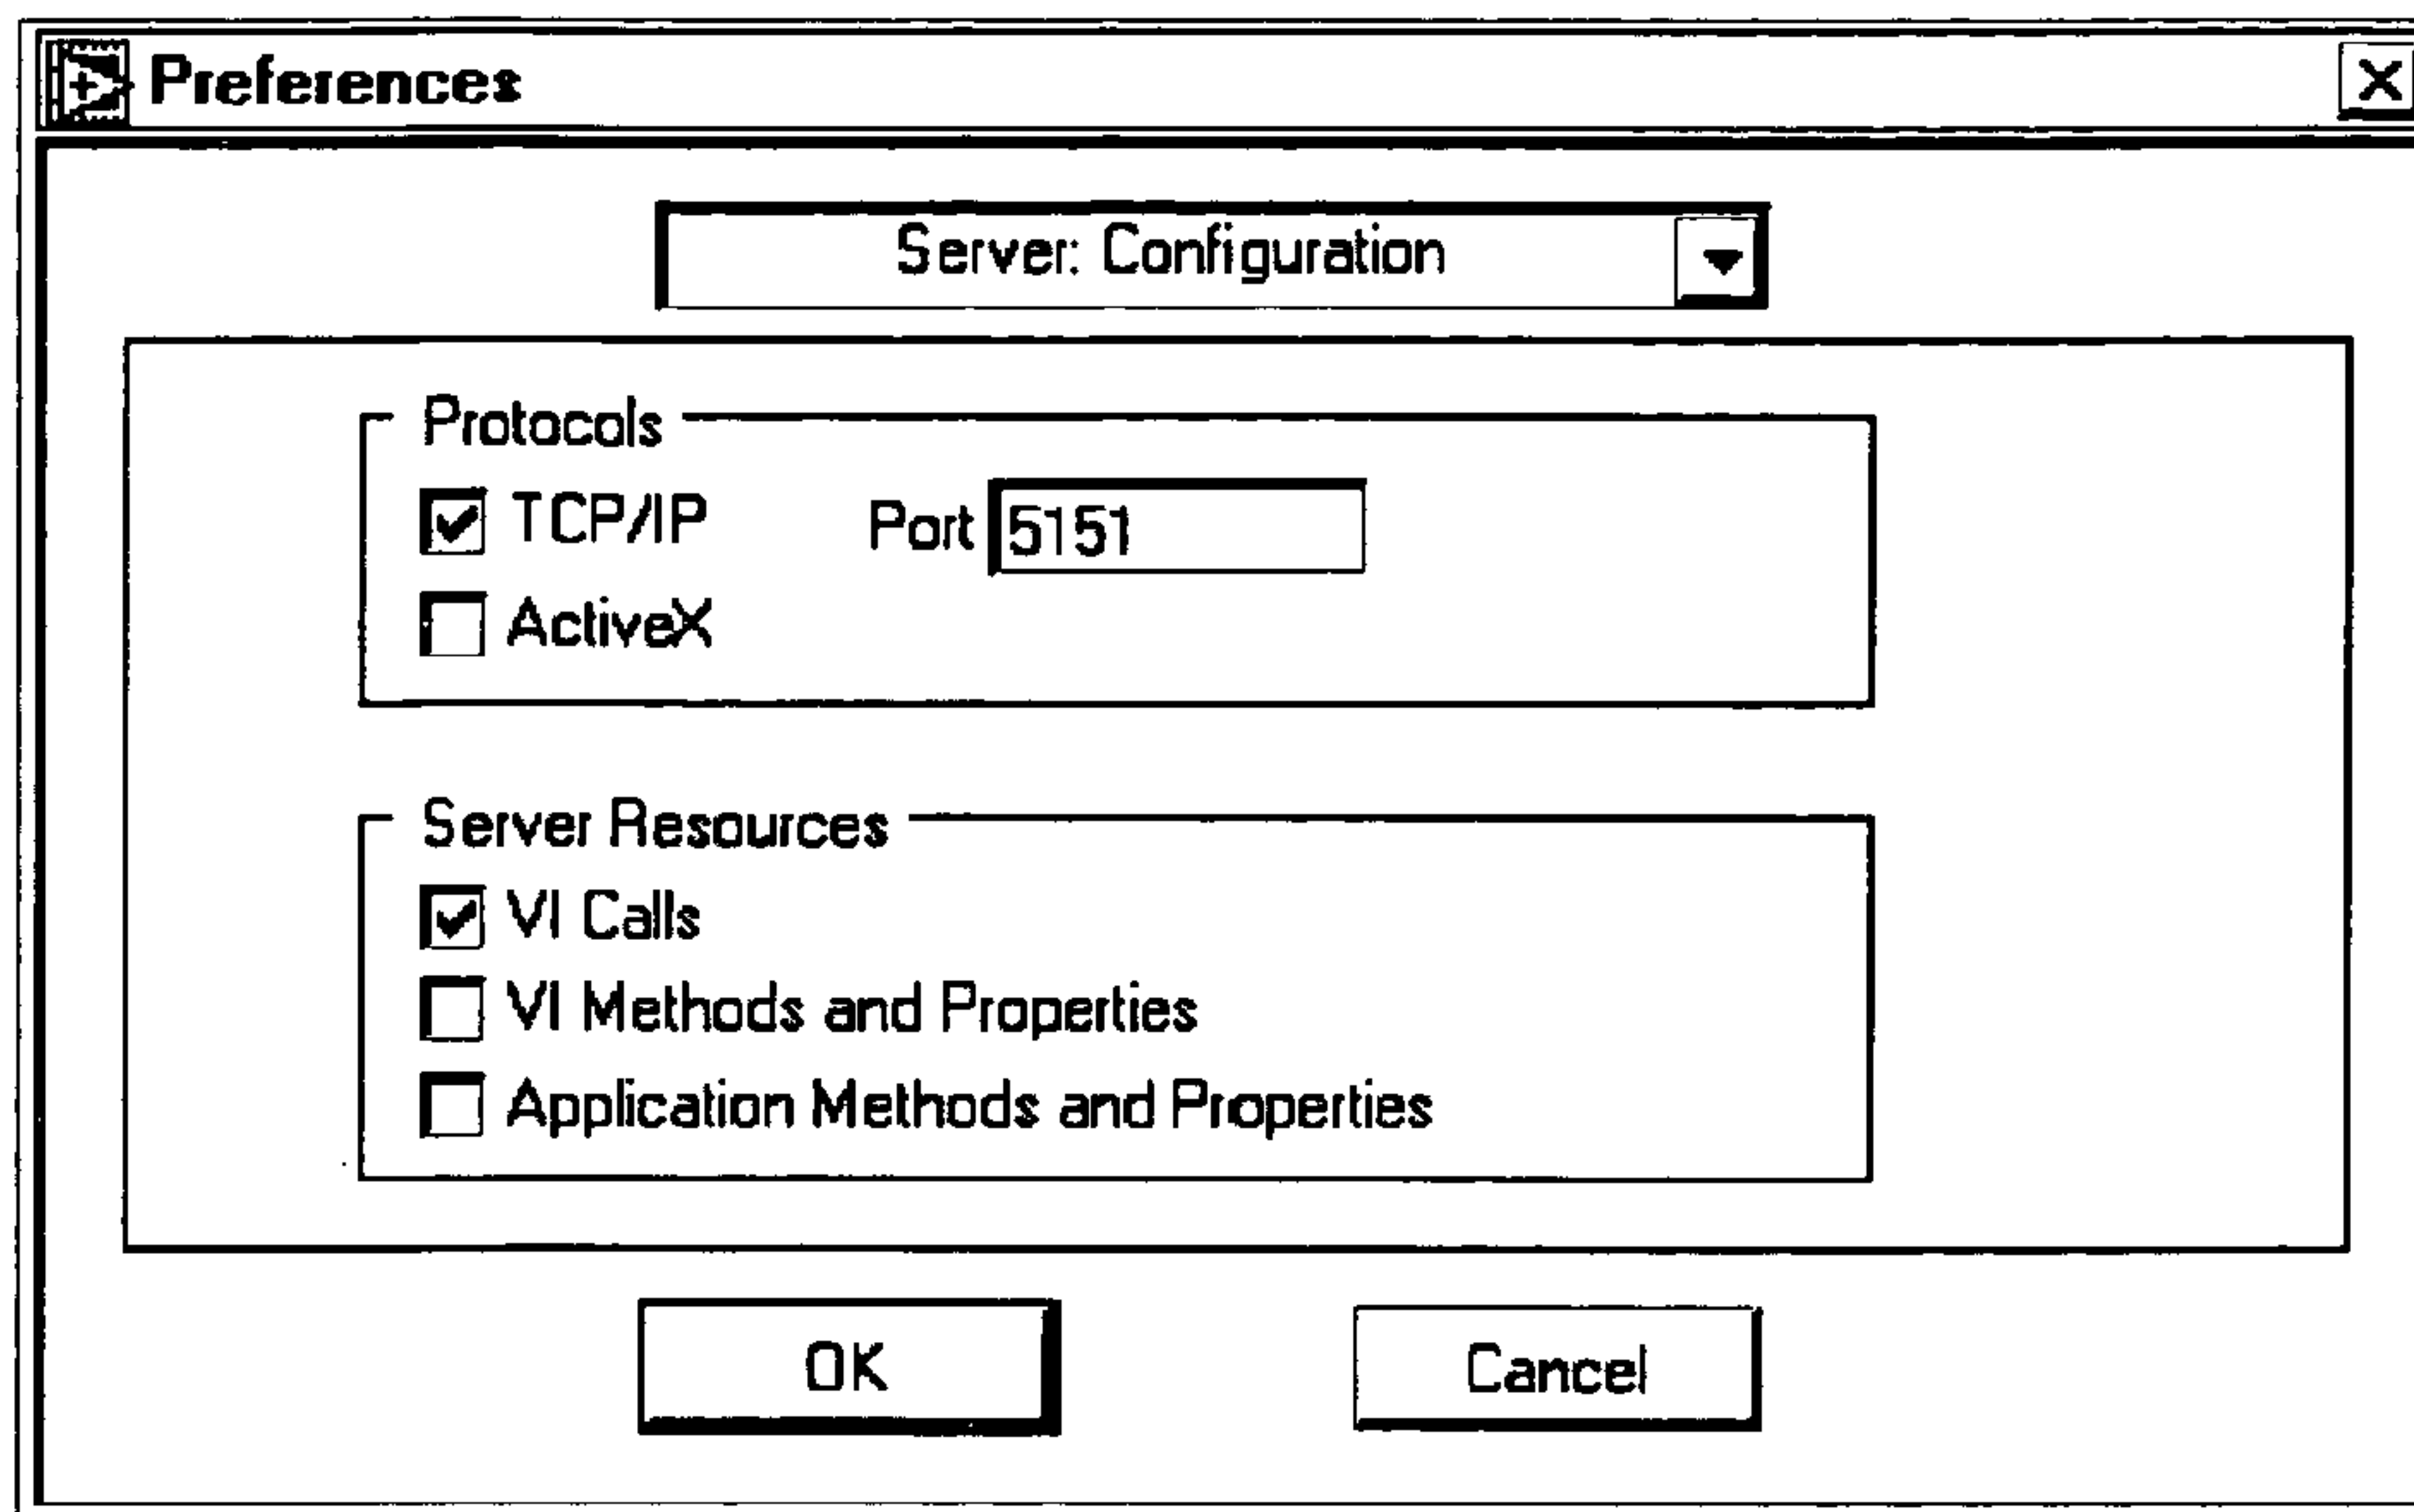 Preferences
Server: Configuration
Protocols
TCP/IP Port 5151
ActiveX
Server Resources
VI Calls
VI Methods and Properties
Application Methods and Properties
OK Cancel